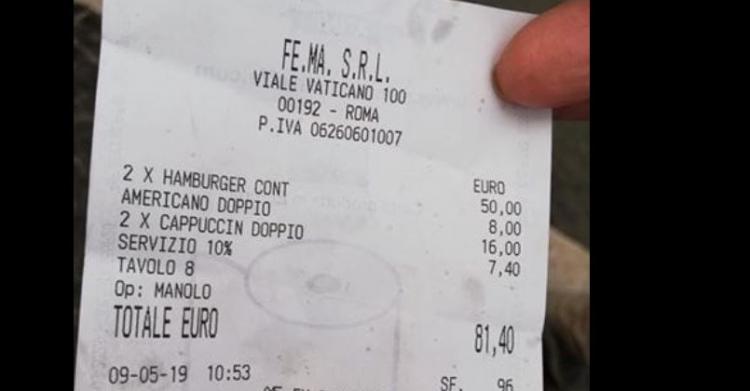 FE.MA. S.R.L.
VIALE VATICANO 100
00192 - ROMA
P.IVA 06260601007
EURO
2 X HAMBURGER CONT 50,00
AMERICANO DOPPIO 8,00
2 X CAPPUCCIN DOPPIO 16,00
SERVIZIO 10% 7,40
TAVOLO 8
Op: MANOLO
TOTALE EURO 81,40
09-05-19 10:53
SF. 96